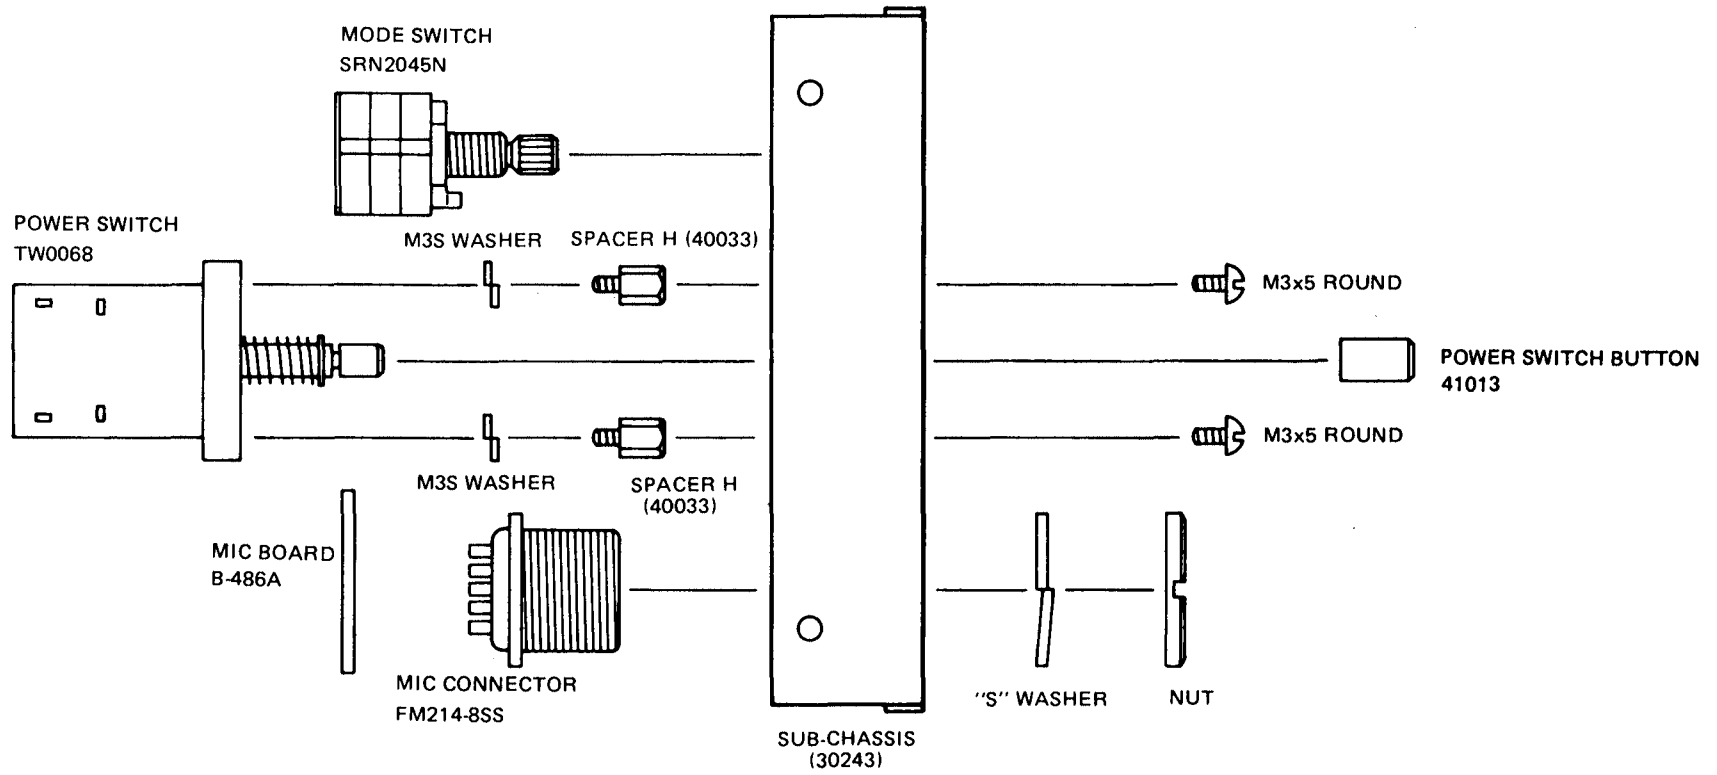 MODE SWITCH
SRN2045N
POWER SWITCH
TW0068
M3S WASHER
SPACER H (40033)
M3x5 ROUND
POWER SWITCH BUTTON
41013
M3x5 ROUND
M3S WASHER
SPACER H
(40033)
MIC BOARD
B-486A
MIC CONNECTOR
FM214-8SS
"S" WASHER
NUT
SUB-CHASSIS
(30243)